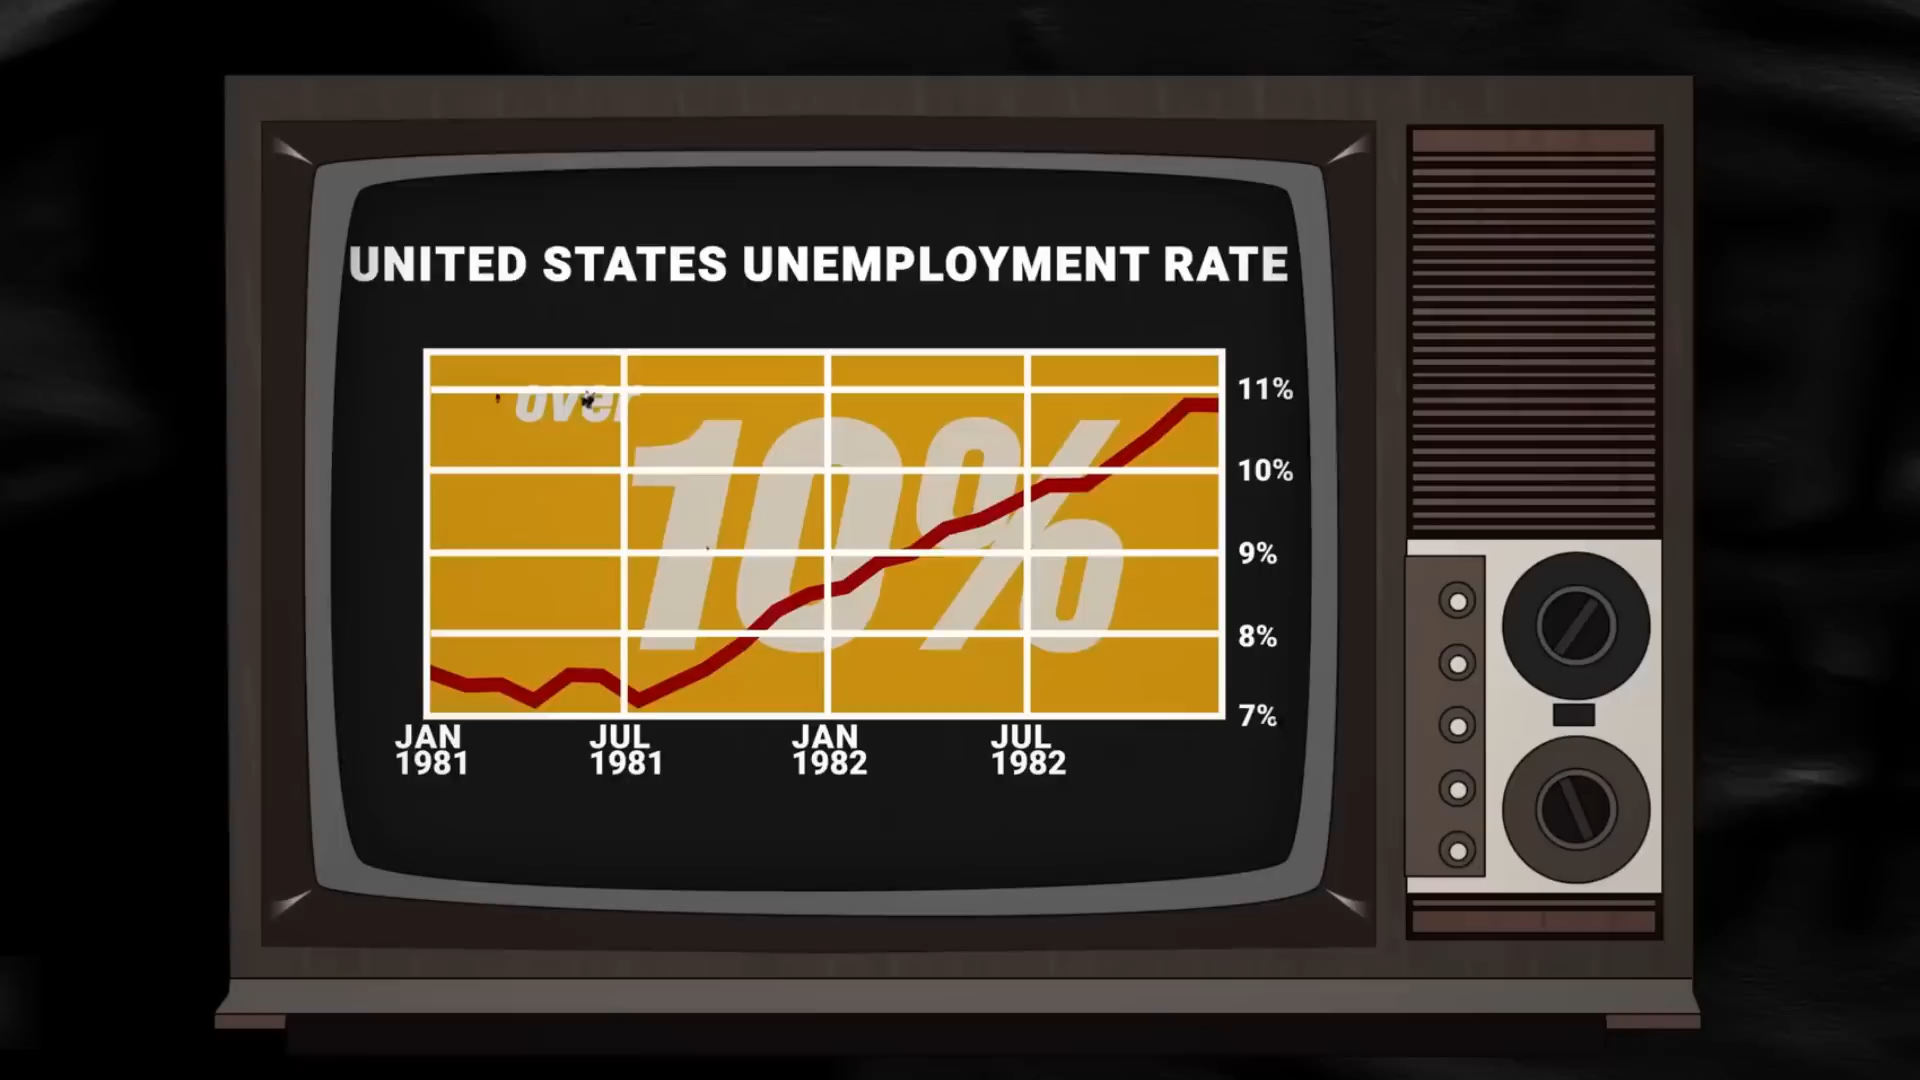 UNITED STATES UNEMPLOYMENT RATE
over
10%
11%
10%
9%
8%
7%
JAN JUL JAN JUL
1981 1981 1982 1982